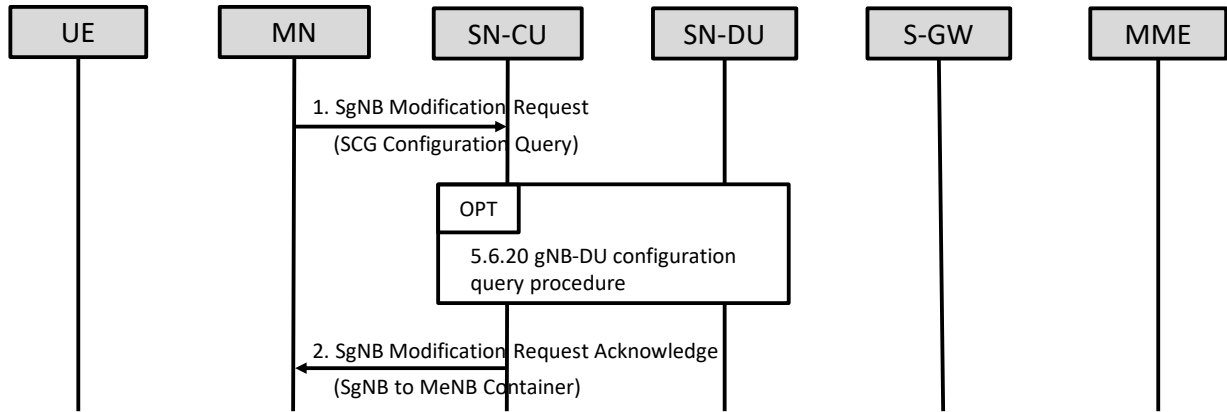 UE
MN
SN-CU
SN-DU
S-GW
MME
1. SgNB Modification Request
(SCG Configuration Query)
OPT
5.6.20 gNB-DU configuration
query procedure
2. SgNB Modification Request Acknowledge
(SgNB to MeNB Container)